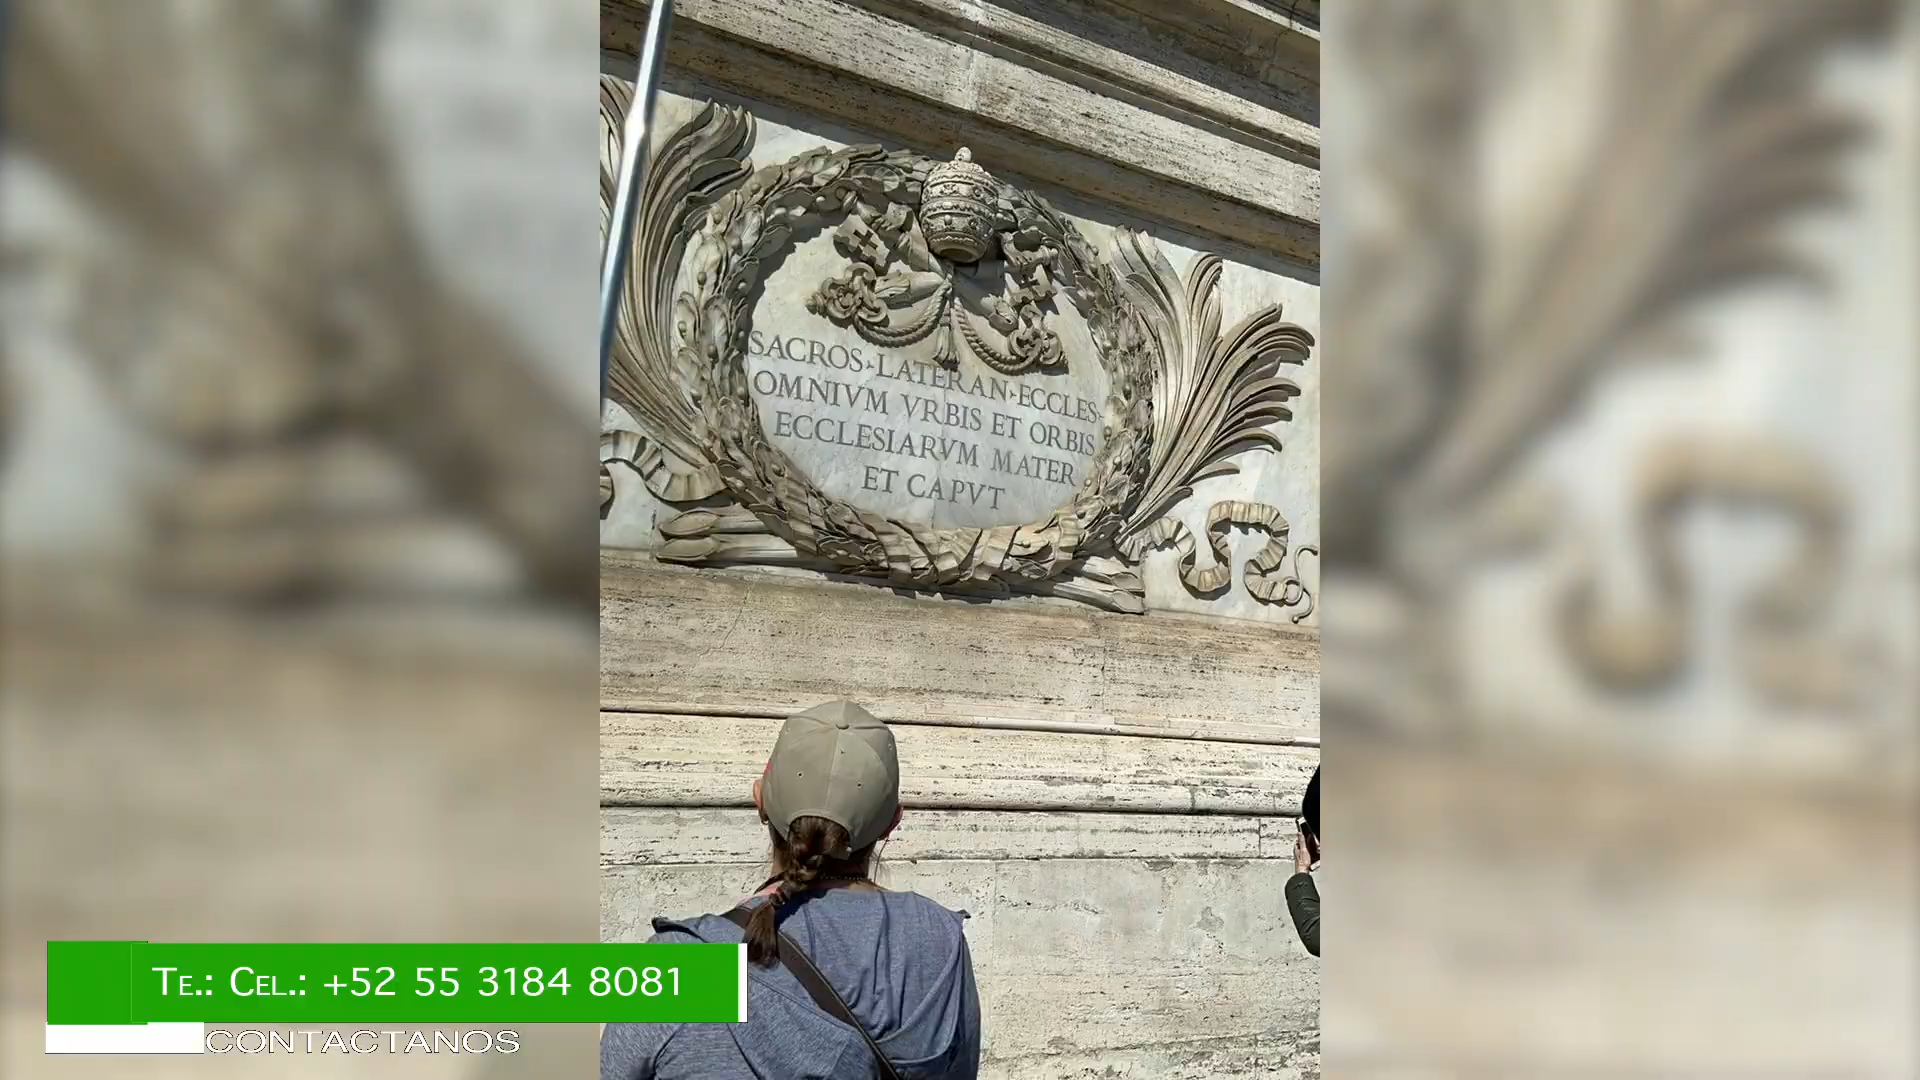 SACROS·LATERAN·ECCLES·
OMNIVM VRBIS ET ORBIS
ECCLESIARVM MATER
ET CAPVT
TE.: CEL.: +52 55 3184 8081
CONTACTANOS